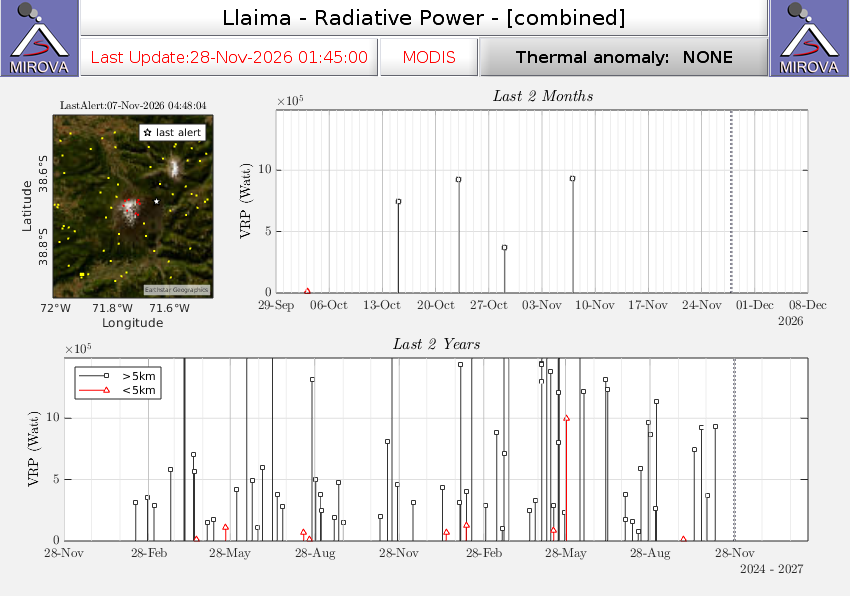 Llaima - Radiative Power - [combined]
MIROVA
Last Update:28-Nov-2026 01:45:00
MODIS
Thermal anomaly: NONE
MIROVA
LastAlert:07-Nov-2026 04:48:04
last alert
Latitude
38.6°S
38.8°S
Earthstar Geographics
72°W 71.8°W 71.6°W
Longitude
Last 2 Months
×10⁵
VRP (Watt)
10
5
0
29-Sep 06-Oct 13-Oct 20-Oct 27-Oct 03-Nov 10-Nov 17-Nov 24-Nov 01-Dec 08-Dec
2026
Last 2 Years
×10⁵
>5km
<5km
VRP (Watt)
10
5
0
28-Nov 28-Feb 28-May 28-Aug 28-Nov 28-Feb 28-May 28-Aug 28-Nov
2024 - 2027